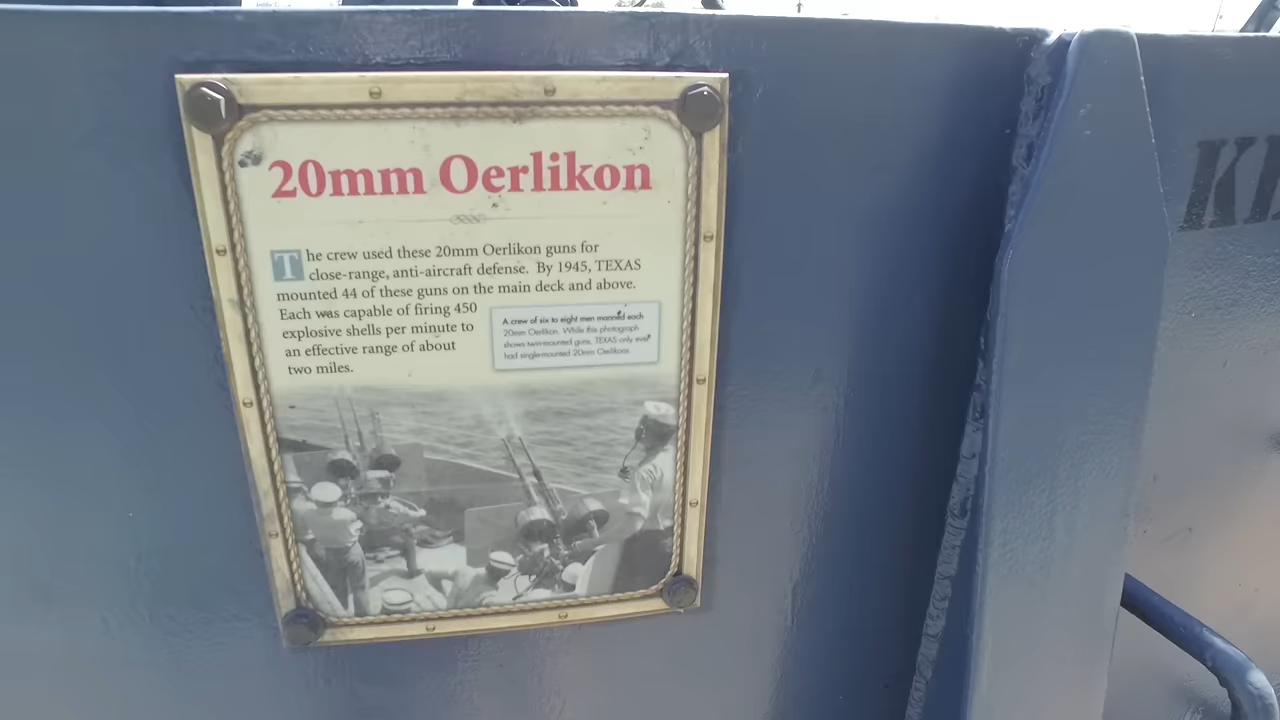 20mm Oerlikon
The crew used these 20mm Oerlikon guns for
close-range, anti-aircraft defense. By 1945, TEXAS
mounted 44 of these guns on the main deck and above.
Each was capable of firing 450
explosive shells per minute to
an effective range of about
two miles.
A crew of six to eight men manned each
20mm Oerlikon. While this photograph
shows twin-mounted guns, TEXAS only ever
had single-mounted 20mm Oerlikons.